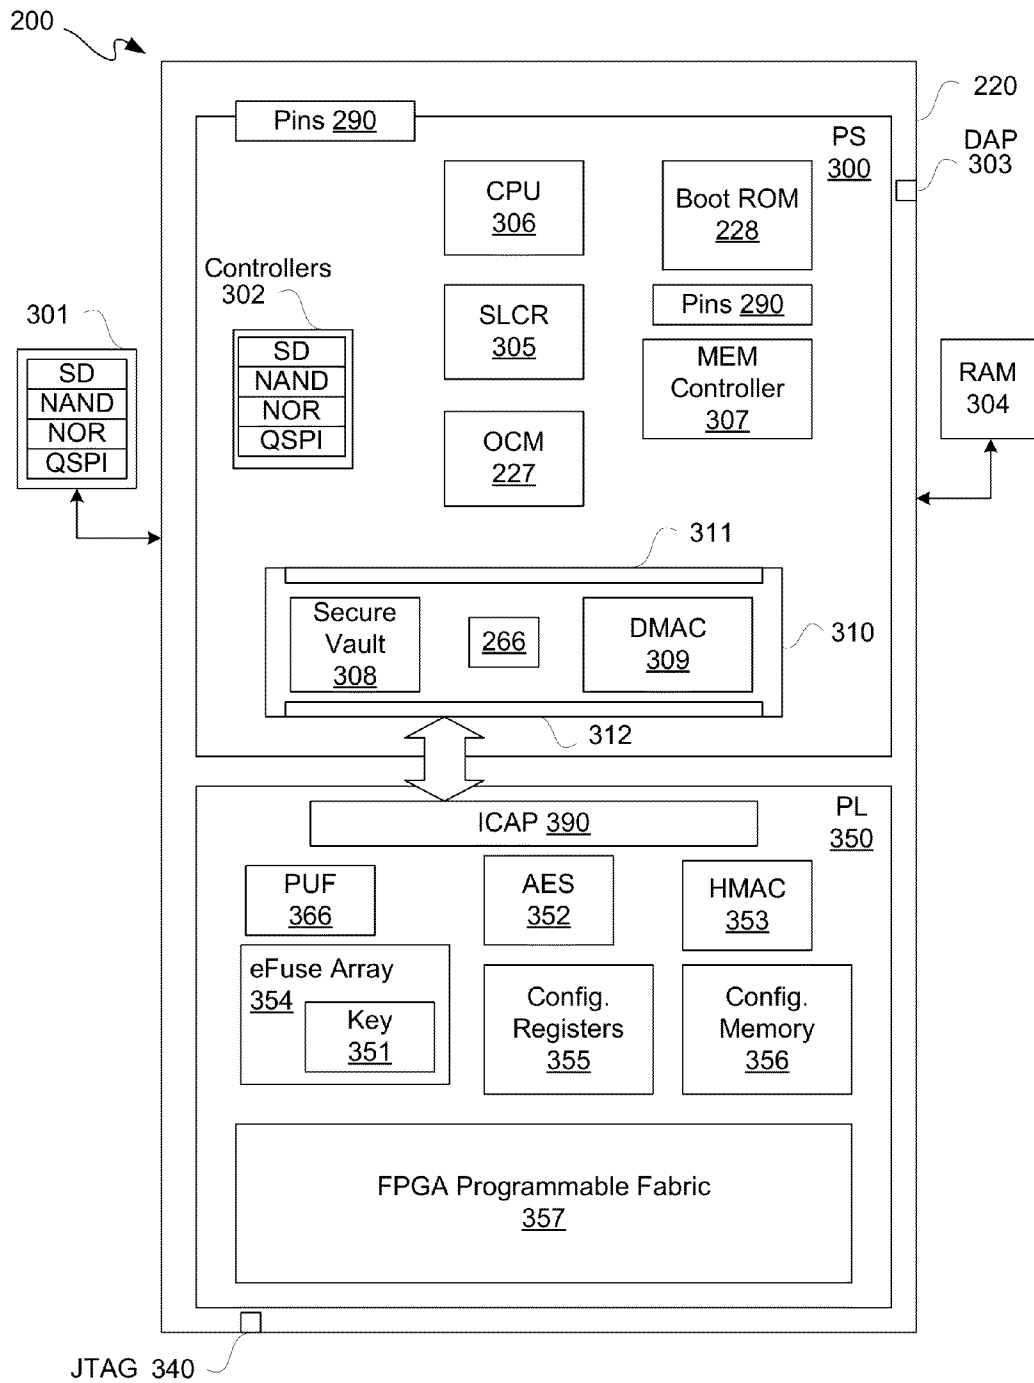 200
220
Pins 290
PS
300
DAP
303
CPU
306
Boot ROM
228
Controllers
302
Pins 290
301
SLCR
305
SD
NAND
NOR
QSPI
SD
NAND
NOR
QSPI
MEM
Controller
307
RAM
304
OCM
227
311
Secure
Vault
308
266
DMAC
309
310
312
ICAP 390
PL
350
PUF
366
AES
352
HMAC
353
eFuse Array
354
Key
351
Config.
Registers
355
Config.
Memory
356
FPGA Programmable Fabric
357
JTAG 340